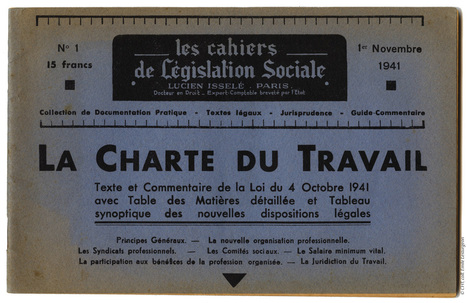 No 1
15 francs
les cahiers
de Législation Sociale
LUCIEN ISSELÉ . PARIS
Docteur en Droit . Expert-Comptable breveté par l'Etat
1er Novembre
1941
Collection de Documentation Pratique - Textes légaux - Jurisprudence - Guide-Commentaire
LA CHARTE DU TRAVAIL
Texte et Commentaire de la Loi du 4 Octobre 1941
avec Table des Matières détaillée et Tableau
synoptique des nouvelles dispositions légales
Principes Généraux. — La nouvelle organisation professionnelle.
Les Syndicats professionnels. — Les Comités sociaux. — Le Salaire minimum vital.
La participation aux bénéfices de la profession organisée. — La Juridiction du Travail.